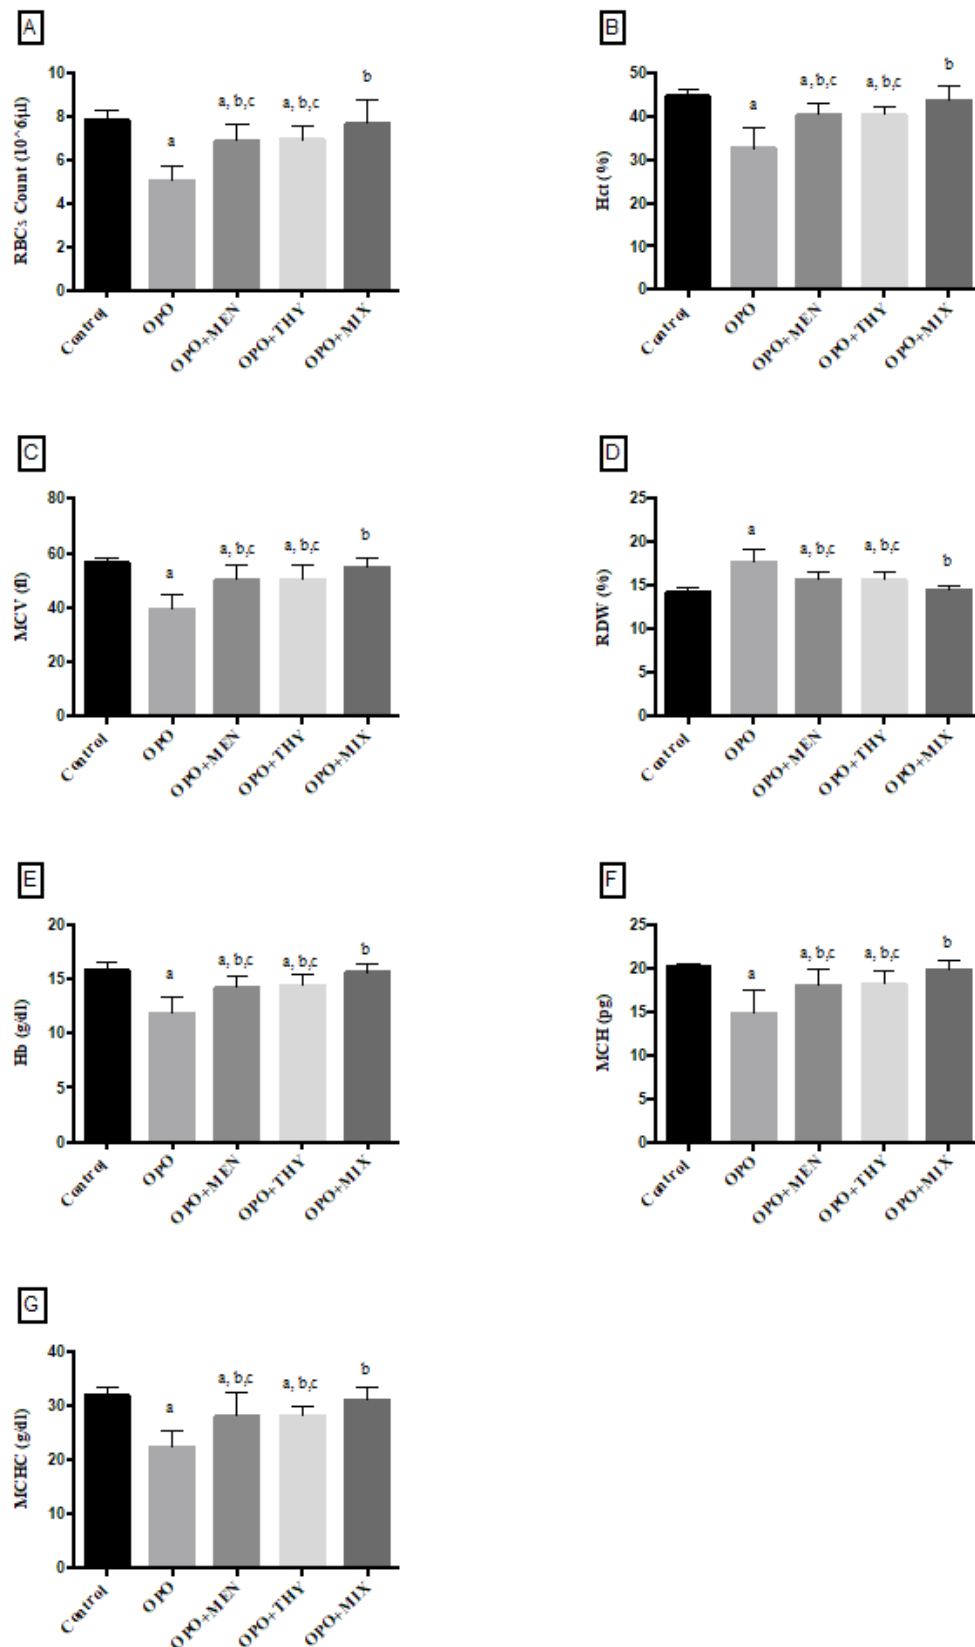 A
RBCs Count (10^6/µl)
10
8
6
4
2
0
a
a, b,c
a, b,c
b
Control
OPO
OPO+MEN
OPO+THY
OPO+MIX
B
Hct (%)
50
40
30
20
10
0
a
a, b,c
a, b,c
b
Control
OPO
OPO+MEN
OPO+THY
OPO+MIX
C
MCV (fl)
80
60
40
20
0
a
a, b,c
a, b,c
b
Control
OPO
OPO+MEN
OPO+THY
OPO+MIX
D
RDW (%)
25
20
15
10
5
0
a
a, b,c
a, b,c
b
Control
OPO
OPO+MEN
OPO+THY
OPO+MIX
E
Hb (g/dl)
20
15
10
5
0
a
a, b,c
a, b,c
b
Control
OPO
OPO+MEN
OPO+THY
OPO+MIX
F
MCH (pg)
25
20
15
10
5
0
a
a, b,c
a, b,c
b
Control
OPO
OPO+MEN
OPO+THY
OPO+MIX
G
MCHC (g/dl)
40
30
20
10
0
a
a, b,c
a, b,c
b
Control
OPO
OPO+MEN
OPO+THY
OPO+MIX